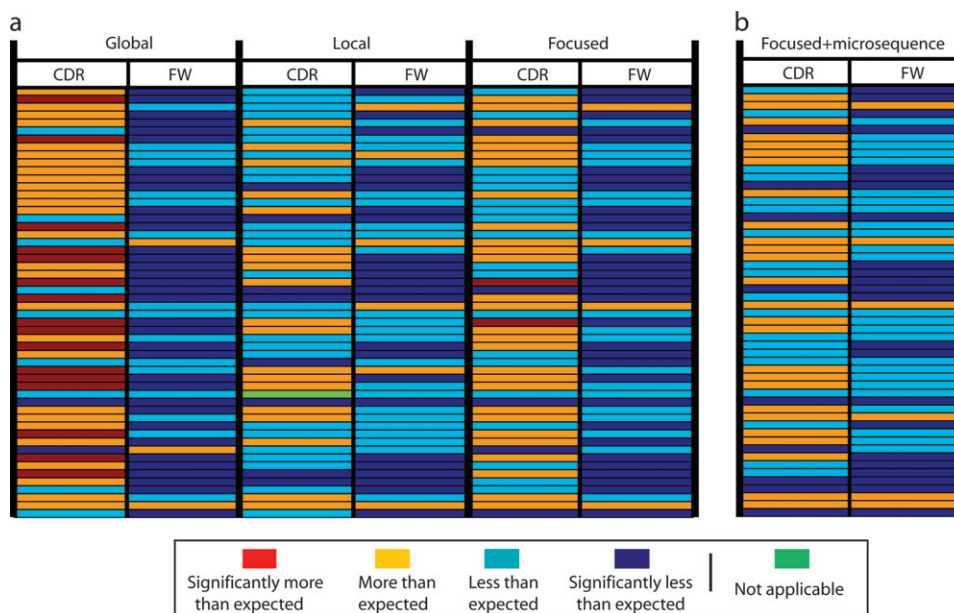 a
b
Global Local Focused
Focused+microsequence
CDR FW CDR FW CDR FW
CDR FW
Significantly more than expected
More than expected
Less than expected
Significantly less than expected
Not applicable